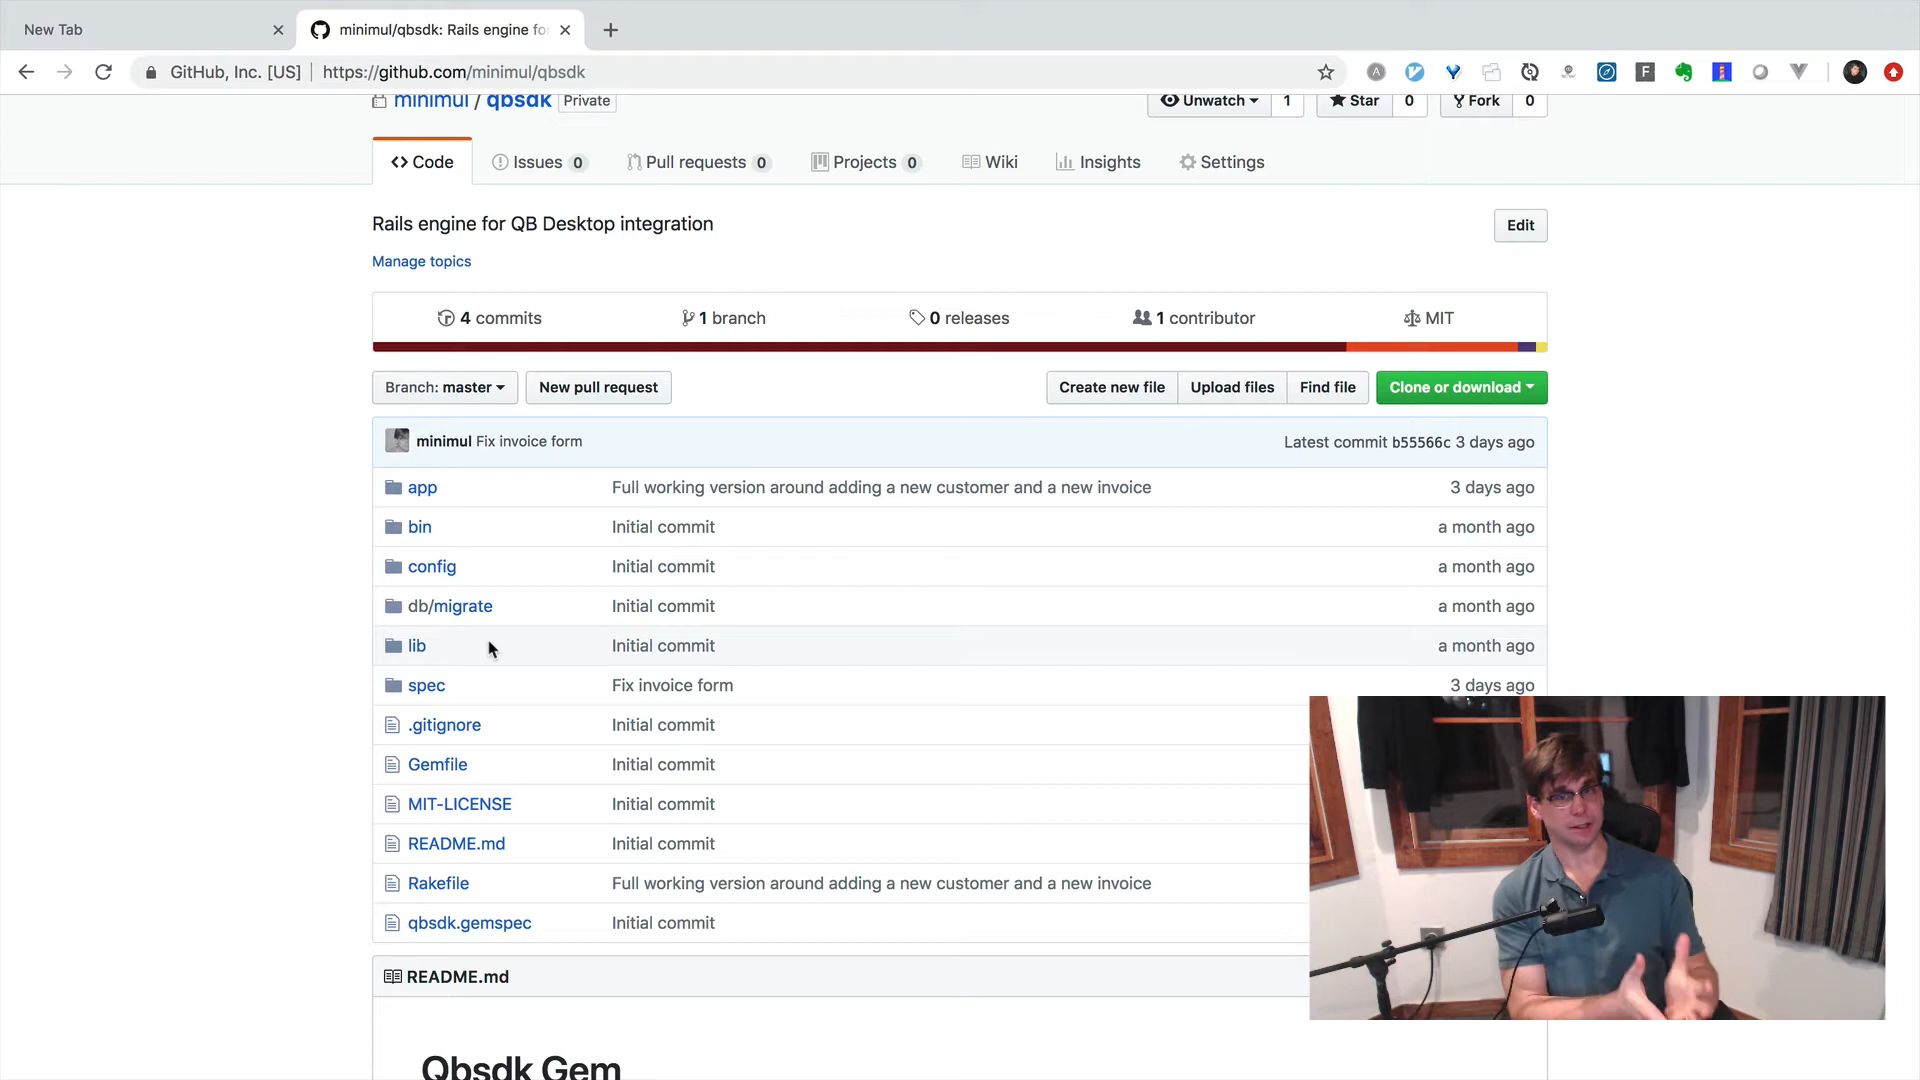 New Tab
minimul/qbsdk: Rails engine fo
GitHub, Inc. [US] | https://github.com/minimul/qbsdk
minimul / qbsdk Private
Unwatch 1 Star 0 Fork 0
Code Issues 0 Pull requests 0 Projects 0 Wiki Insights Settings
Rails engine for QB Desktop integration
Edit
Manage topics
4 commits 1 branch 0 releases 1 contributor MIT
Branch: master New pull request Create new file Upload files Find file Clone or download
minimul Fix invoice form Latest commit b55566c 3 days ago
app Full working version around adding a new customer and a new invoice 3 days ago
bin Initial commit a month ago
config Initial commit a month ago
db/migrate Initial commit a month ago
lib Initial commit a month ago
spec Fix invoice form 3 days ago
.gitignore Initial commit
Gemfile Initial commit
MIT-LICENSE Initial commit
README.md Initial commit
Rakefile Full working version around adding a new customer and a new invoice
qbsdk.gemspec Initial commit
README.md
Qbsdk Gem